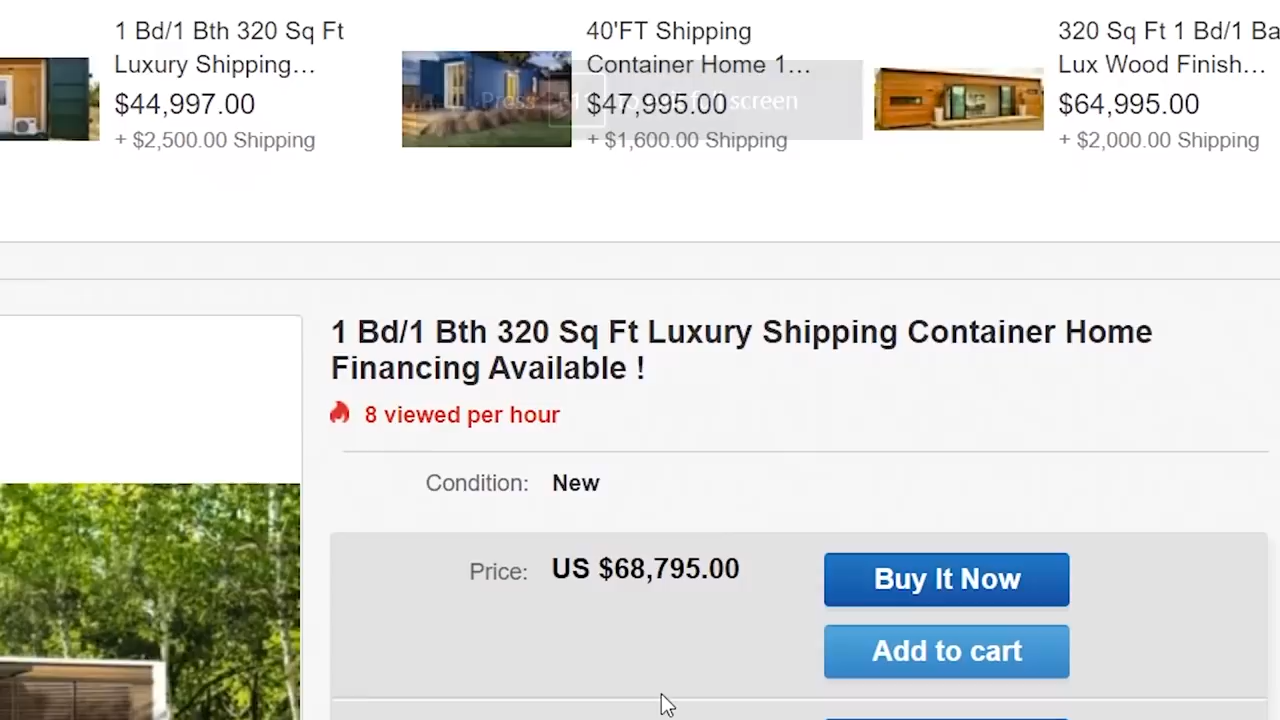 1 Bd/1 Bth 320 Sq Ft
Luxury Shipping…
$44,997.00
+ $2,500.00 Shipping
40'FT Shipping
Container Home 1…
$47,995.00
+ $1,600.00 Shipping
320 Sq Ft 1 Bd/1 Ba
Lux Wood Finish…
$64,995.00
+ $2,000.00 Shipping
Press
screen
1 Bd/1 Bth 320 Sq Ft Luxury Shipping Container Home
Financing Available !
8 viewed per hour
Condition: New
Price: US $68,795.00
Buy It Now
Add to cart